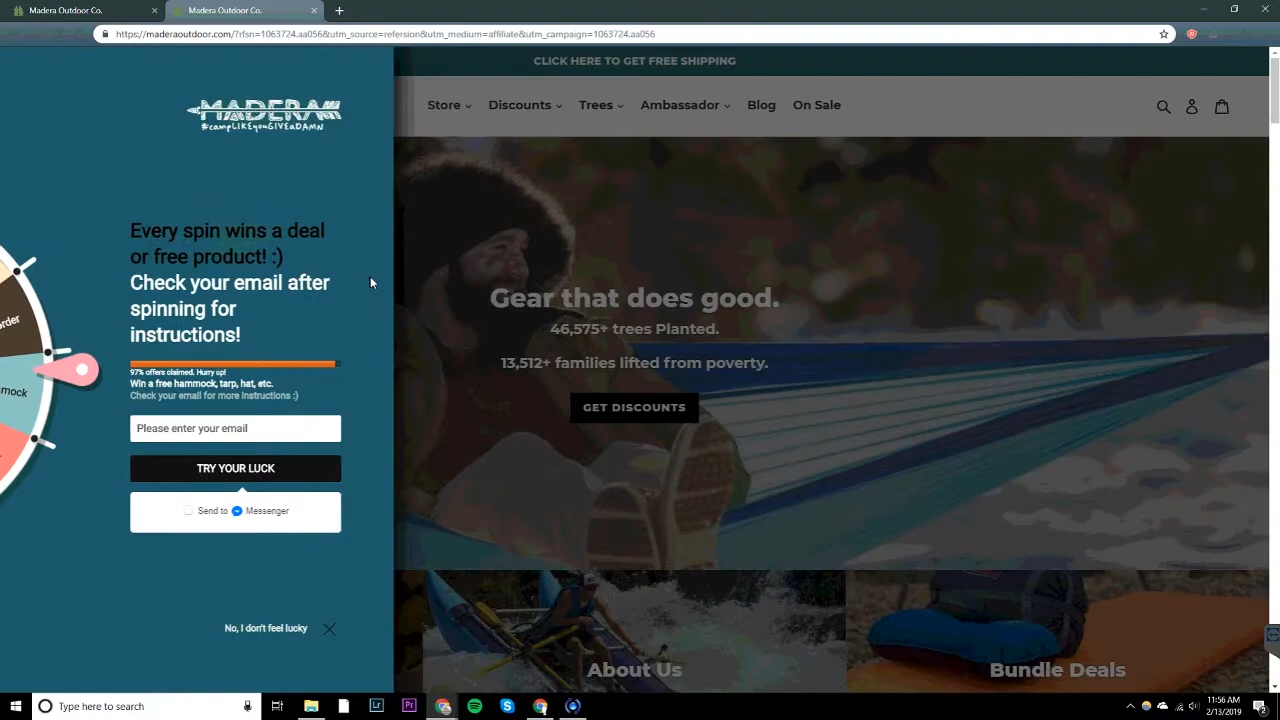 Madera Outdoor Co.
Madera Outdoor Co.
https://maderaoutdoor.com/?rfsn=1063724.aa056&utm_source=refersion&utm_medium=affiliate&utm_campaign=1063724.aa056
CLICK HERE TO GET FREE SHIPPING
Store Discounts Trees Ambassador Blog On Sale
MADERA
#campLIKEyouGIVEaDAMN
Every spin wins a deal
or free product! :)
Check your email after
spinning for
instructions!
97% offers claimed. Hurry up!
Win a free hammock, tarp, hat, etc.
Check your email for more instructions :)
Please enter your email
TRY YOUR LUCK
Send to Messenger
No, I don't feel lucky
Gear that does good.
46,575+ trees Planted.
13,512+ families lifted from poverty.
GET DISCOUNTS
About Us
Bundle Deals
Type here to search
Lr
Pr
11:56 AM
2/13/2019
2